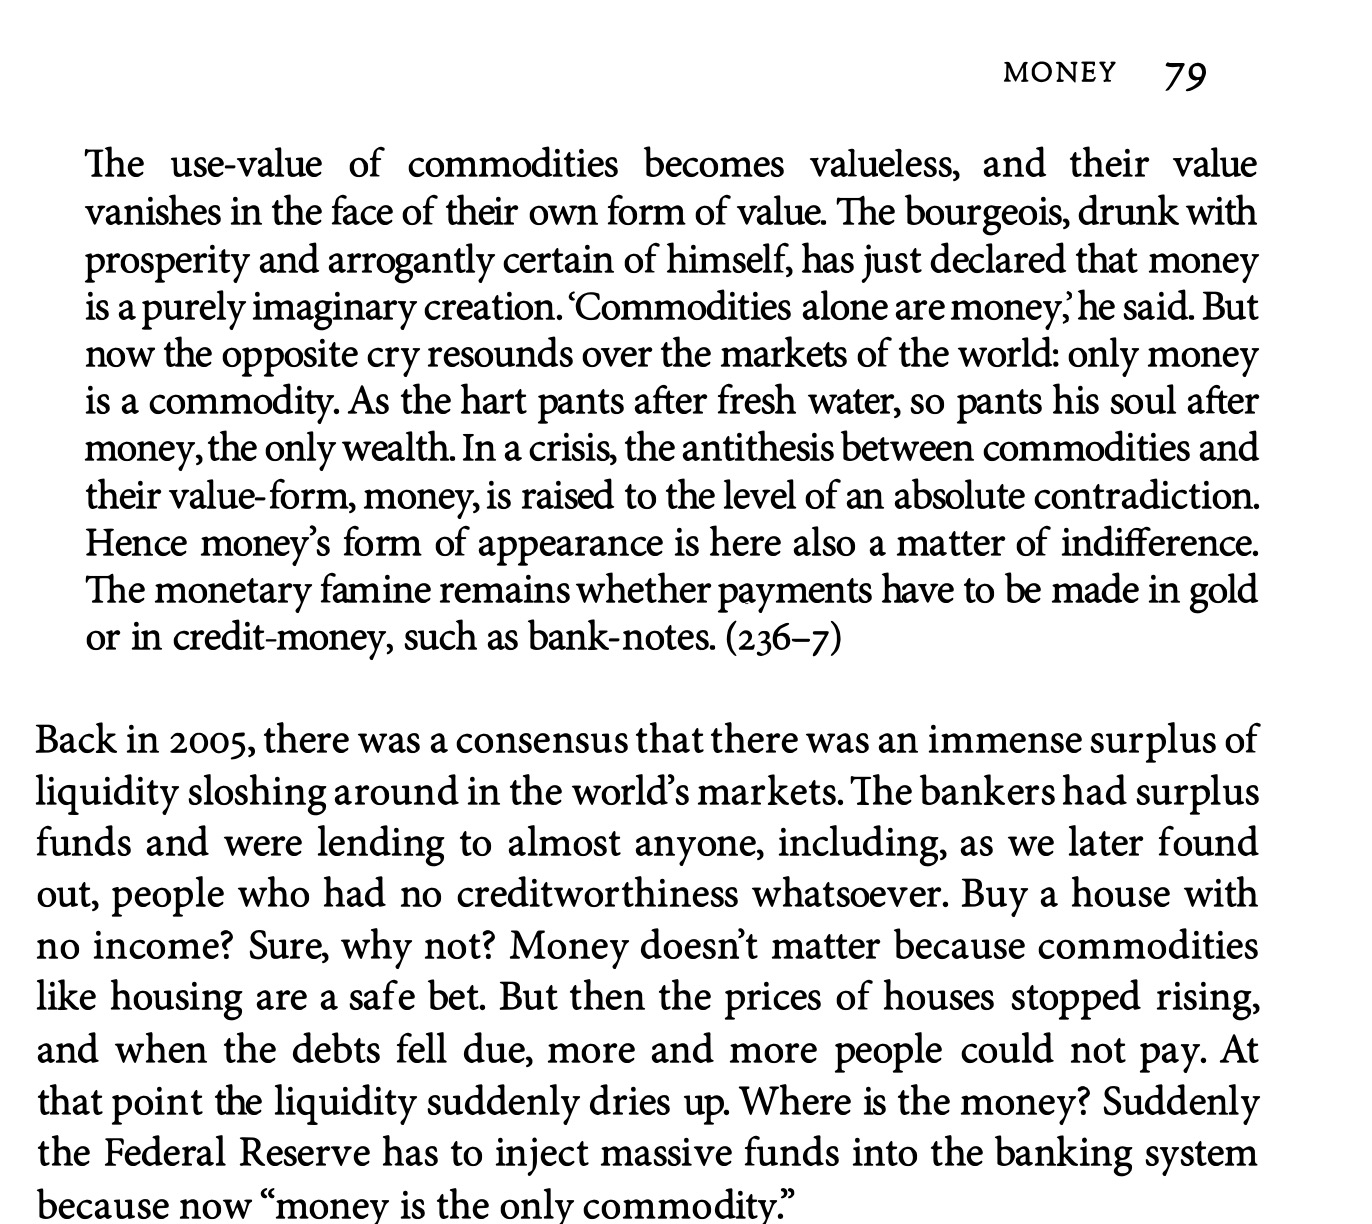 MONEY 79
The use-value of commodities becomes valueless, and their value
vanishes in the face of their own form of value. The bourgeois, drunk with
prosperity and arrogantly certain of himself, has just declared that money
is a purely imaginary creation. ‘Commodities alone are money,’ he said. But
now the opposite cry resounds over the markets of the world: only money
is a commodity. As the hart pants after fresh water, so pants his soul after
money, the only wealth. In a crisis, the antithesis between commodities and
their value-form, money, is raised to the level of an absolute contradiction.
Hence money’s form of appearance is here also a matter of indifference.
The monetary famine remains whether payments have to be made in gold
or in credit-money, such as bank-notes. (236–7)
Back in 2005, there was a consensus that there was an immense surplus of
liquidity sloshing around in the world’s markets. The bankers had surplus
funds and were lending to almost anyone, including, as we later found
out, people who had no creditworthiness whatsoever. Buy a house with
no income? Sure, why not? Money doesn’t matter because commodities
like housing are a safe bet. But then the prices of houses stopped rising,
and when the debts fell due, more and more people could not pay. At
that point the liquidity suddenly dries up. Where is the money? Suddenly
the Federal Reserve has to inject massive funds into the banking system
because now “money is the only commodity.”